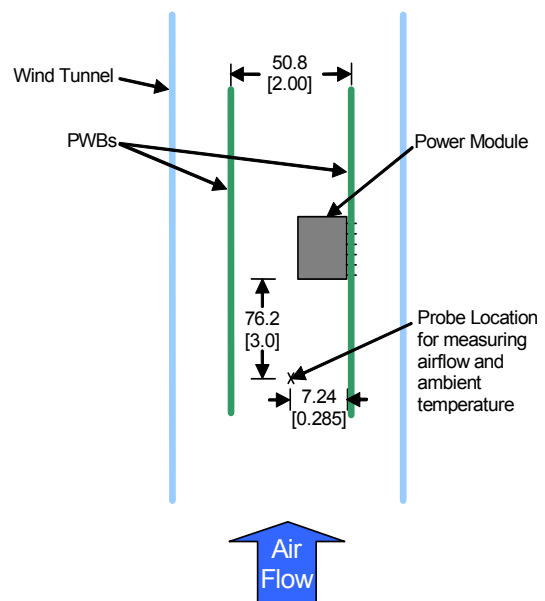 50.8
[2.00]
Wind Tunnel
PWBs
Power Module
76.2
[3.0]
Probe Location
for measuring
airflow and
ambient
temperature
x
7.24
[0.285]
Air
Flow